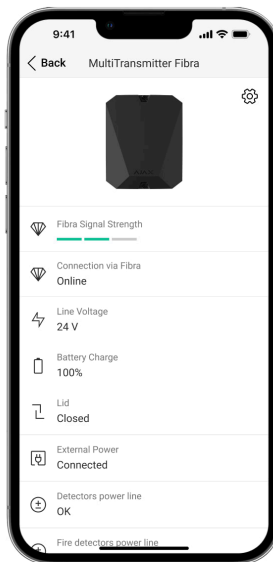 9:41
Back MultiTransmitter Fibra
AJAX
Fibra Signal Strength
Connection via Fibra
Online
Line Voltage
24 V
Battery Charge
100%
Lid
Closed
External Power
Connected
Detectors power line
OK
Fire detectors power line